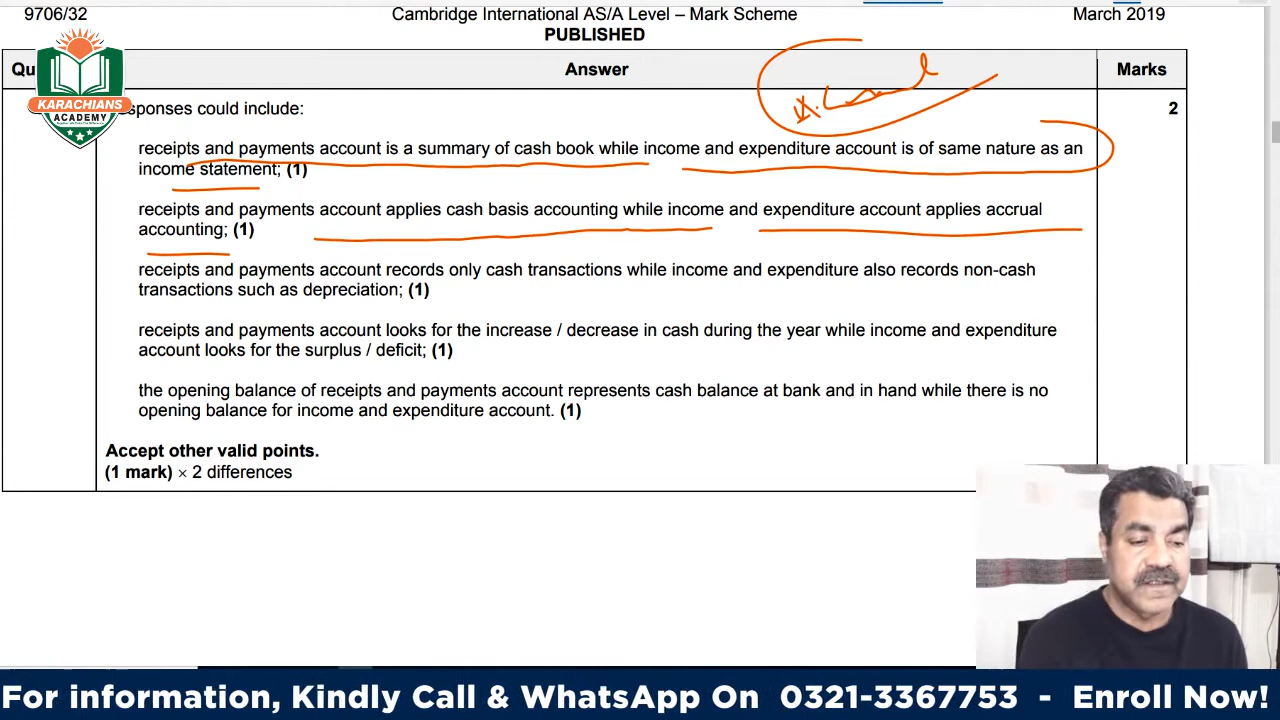 9706/32 Cambridge International AS/A Level – Mark Scheme March 2019
PUBLISHED
Qu Answer Marks
sponses could include: 2
receipts and payments account is a summary of cash book while income and expenditure account is of same nature as an
income statement; (1)
receipts and payments account applies cash basis accounting while income and expenditure account applies accrual
accounting; (1)
receipts and payments account records only cash transactions while income and expenditure also records non-cash
transactions such as depreciation; (1)
receipts and payments account looks for the increase / decrease in cash during the year while income and expenditure
account looks for the surplus / deficit; (1)
the opening balance of receipts and payments account represents cash balance at bank and in hand while there is no
opening balance for income and expenditure account. (1)
Accept other valid points.
(1 mark) × 2 differences
KARACHIANS
ACADEMY
For information, Kindly Call & WhatsApp On 0321-3367753 - Enroll Now!